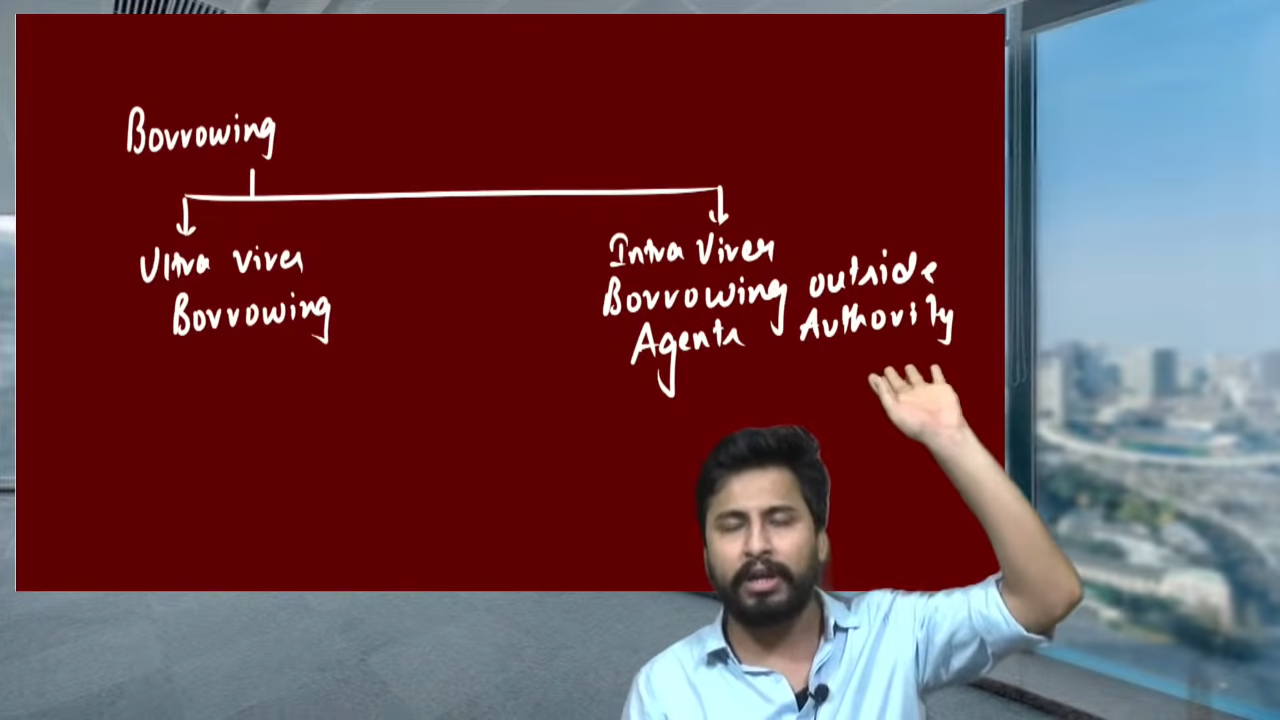 Borrowing
Ultra vires
Borrowing
Intra Vires
Borrowing outside
Agents Authority